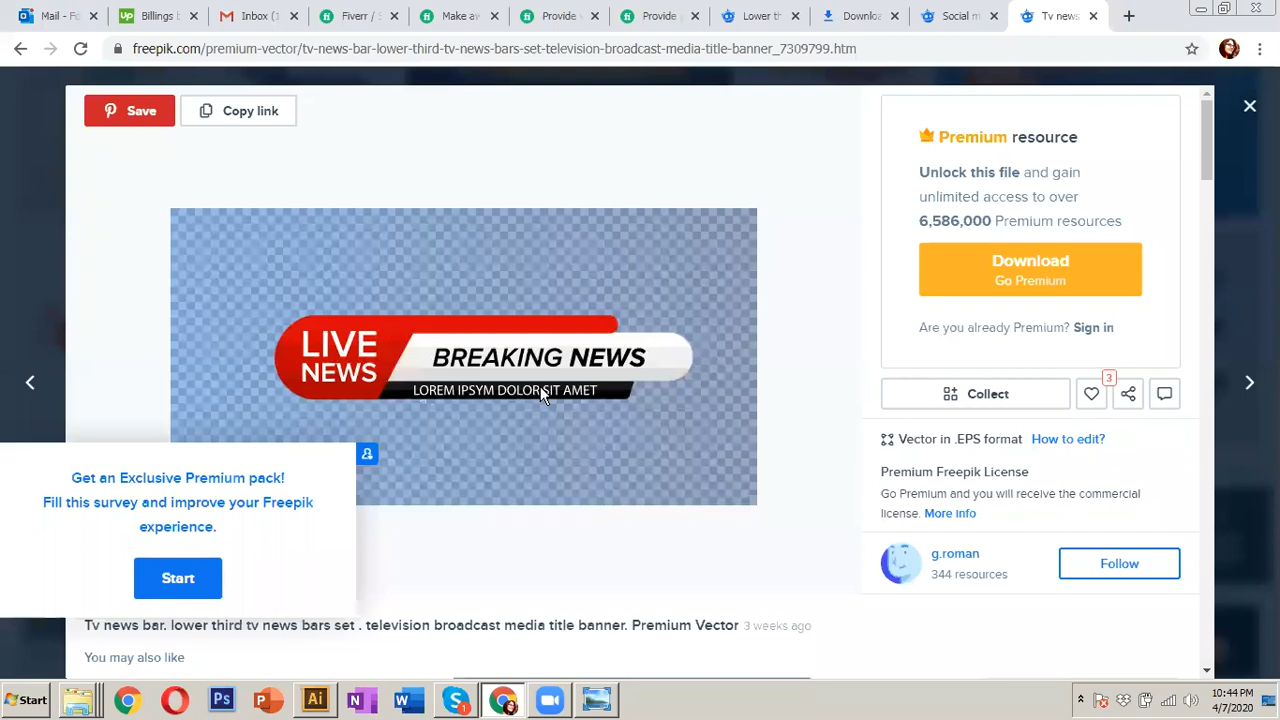 Mail - F
Billings t
Inbox (1
Fiverr / S
Make aw
Provide v
Provide g
Lower th
Downloa
Social m
Tv news
freepik.com/premium-vector/tv-news-bar-lower-third-tv-news-bars-set-television-broadcast-media-title-banner_7309799.htm
Save
Copy link
Premium resource
Unlock this file and gain
unlimited access to over
6,586,000 Premium resources
Download
Go Premium
Are you already Premium? Sign in
LIVE
NEWS
BREAKING NEWS
LOREM IPSYM DOLOR SIT AMET
Collect
3
Vector in .EPS format How to edit?
Premium Freepik License
Go Premium and you will receive the commercial
license. More info
g.roman
344 resources
Follow
Get an Exclusive Premium pack!
Fill this survey and improve your Freepik
experience.
Start
Tv news bar. lower third tv news bars set . television broadcast media title banner. Premium Vector 3 weeks ago
You may also like
Start
Ps
P
Ai
N
W
S
1
10:44 PM
4/7/2020